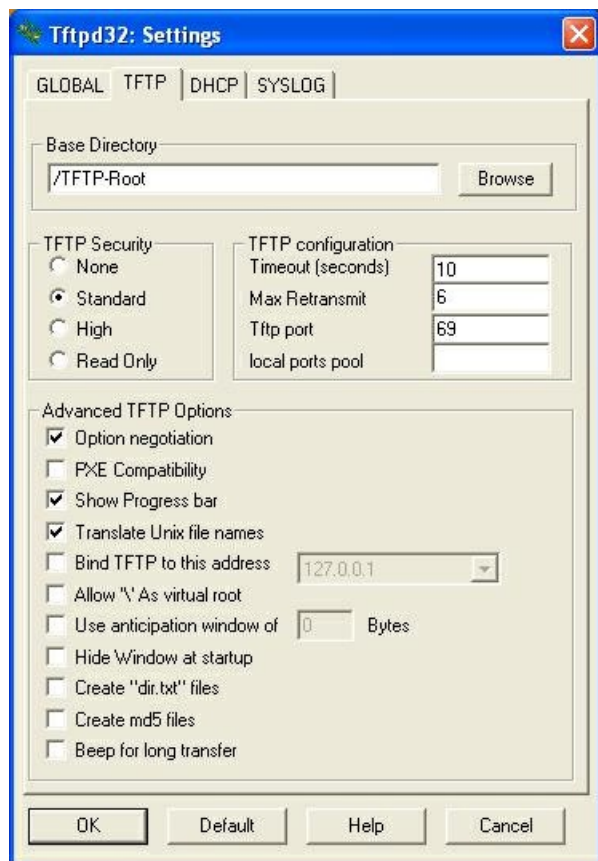 Tftpd32: Settings
GLOBAL TFTP DHCP SYSLOG
Base Directory
/TFTP-Root Browse
TFTP Security
None
Standard
High
Read Only
TFTP configuration
Timeout (seconds) 10
Max Retransmit 6
Tftp port 69
local ports pool
Advanced TFTP Options
Option negotiation
PXE Compatibility
Show Progress bar
Translate Unix file names
Bind TFTP to this address 127.0.0.1
Allow '\' As virtual root
Use anticipation window of 0 Bytes
Hide Window at startup
Create "dir.txt" files
Create md5 files
Beep for long transfer
OK Default Help Cancel